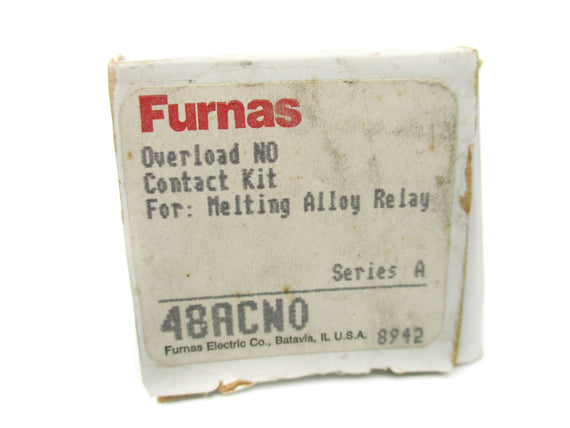 Furnas
Overload NO
Contact Kit
For: Melting Alloy Relay
Series A
48ACNO
Furnas Electric Co., Batavia, IL U.S.A. 8942